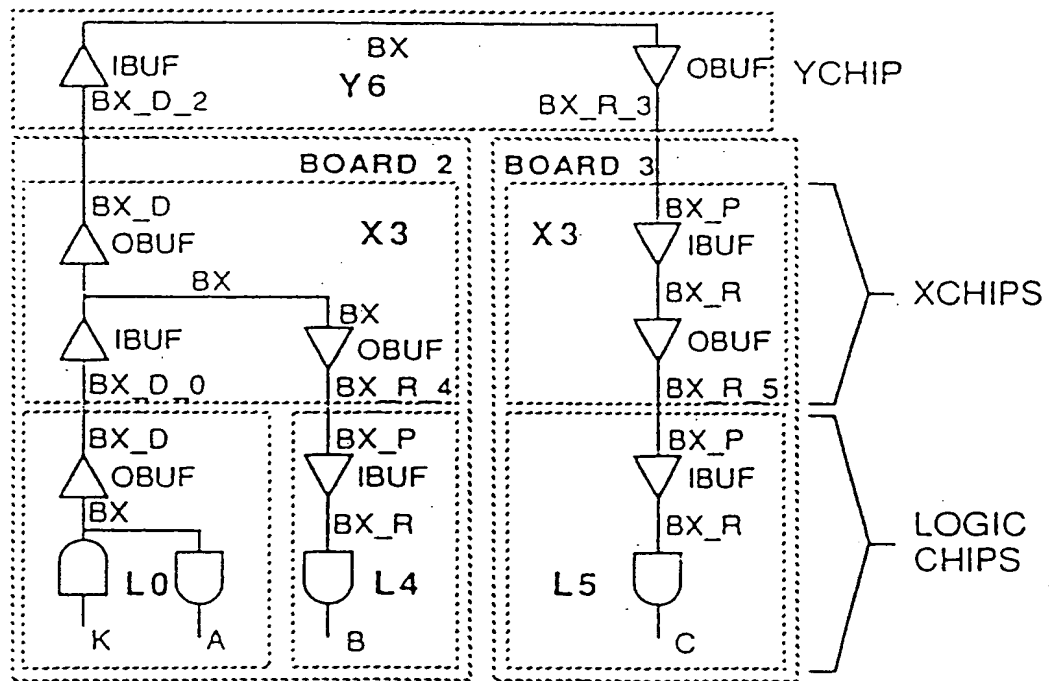 BX
IBUF
OBUF
YCHIP
Y6
BX_D_2
BX_R_3
BOARD 2
BOARD 3
BX_D
X3
OBUF
BX
BX
IBUF
OBUF
BX_D_0
BX_R_4
X3
BX_P
IBUF
BX_R
OBUF
BX_R_5
XCHIPS
BX_D
OBUF
BX
L0
K
A
BX_P
IBUF
BX_R
L4
B
BX_P
IBUF
BX_R
L5
C
LOGIC
CHIPS